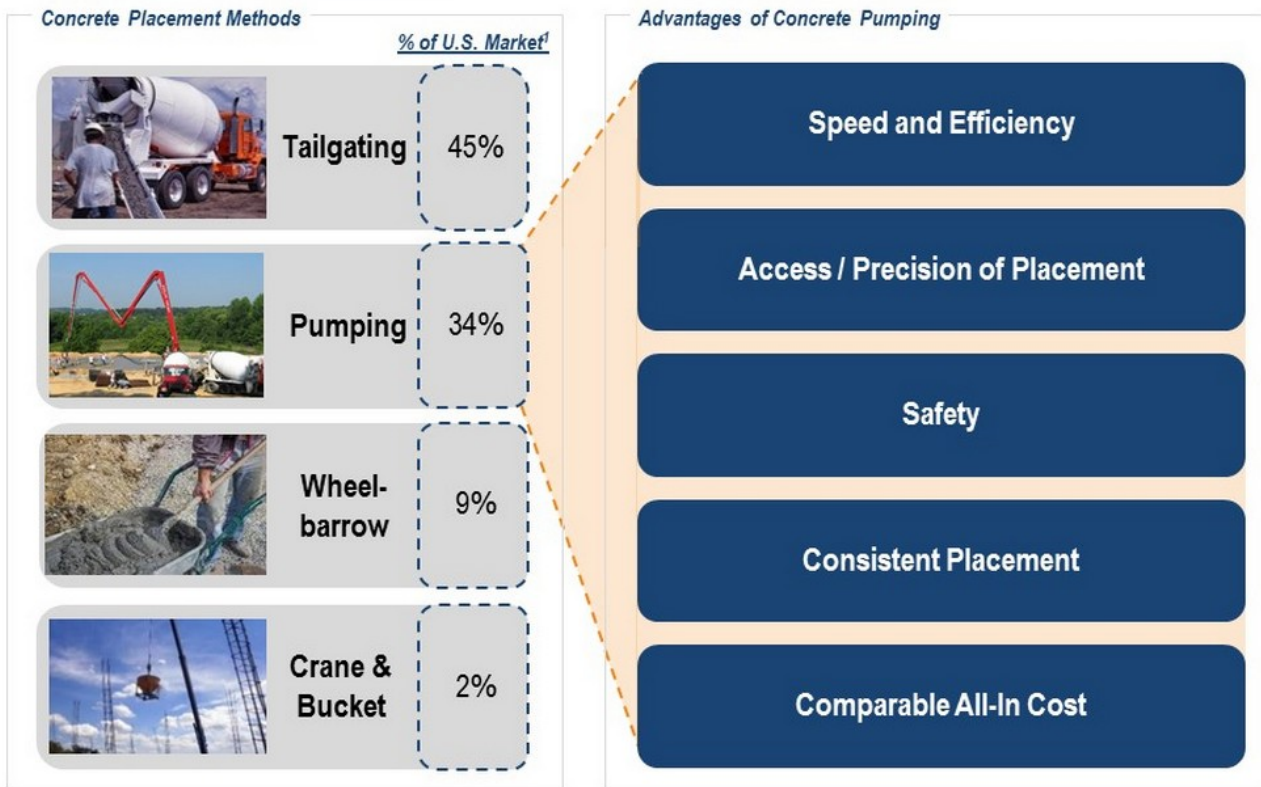 Concrete Placement Methods
% of U.S. Market¹
Tailgating
45%
Pumping
34%
Wheel-
barrow
9%
Crane &
Bucket
2%
Advantages of Concrete Pumping
Speed and Efficiency
Access / Precision of Placement
Safety
Consistent Placement
Comparable All-In Cost